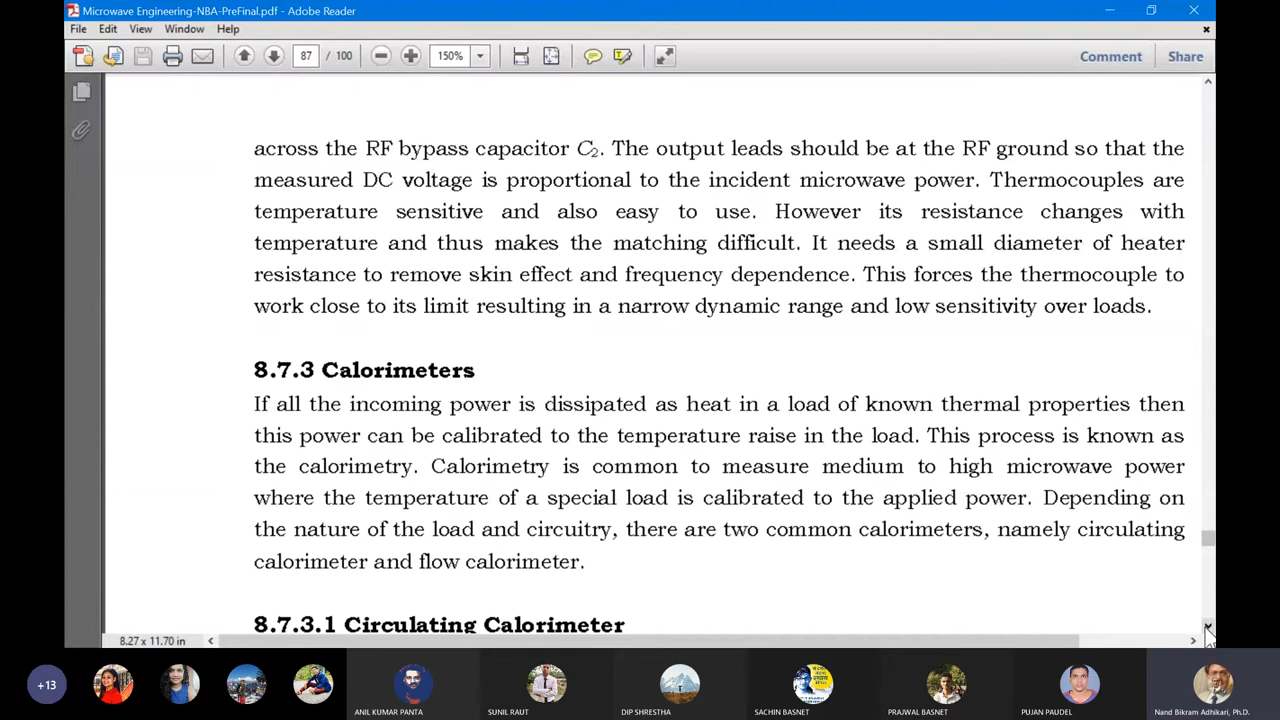 Microwave Engineering-NBA-PreFinal.pdf - Adobe Reader
File Edit View Window Help
87 / 100 150% Comment Share
across the RF bypass capacitor C2. The output leads should be at the RF ground so that the
measured DC voltage is proportional to the incident microwave power. Thermocouples are
temperature sensitive and also easy to use. However its resistance changes with
temperature and thus makes the matching difficult. It needs a small diameter of heater
resistance to remove skin effect and frequency dependence. This forces the thermocouple to
work close to its limit resulting in a narrow dynamic range and low sensitivity over loads.
8.7.3 Calorimeters
If all the incoming power is dissipated as heat in a load of known thermal properties then
this power can be calibrated to the temperature raise in the load. This process is known as
the calorimetry. Calorimetry is common to measure medium to high microwave power
where the temperature of a special load is calibrated to the applied power. Depending on
the nature of the load and circuitry, there are two common calorimeters, namely circulating
calorimeter and flow calorimeter.
8.7.3.1 Circulating Calorimeter
8.27 x 11.70 in
+13
ANIL KUMAR PANTA SUNIL RAUT DIP SHRESTHA SACHIN BASNET PRAJWAL BASNET PUJAN PAUDEL Nand Bikram Adhikari, Ph.D.